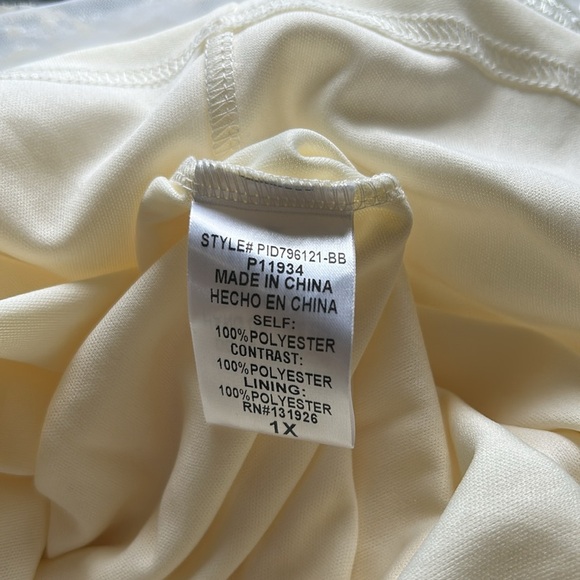 STYLE# PID796121-BB
P11934
MADE IN CHINA
HECHO EN CHINA
SELF:
100%POLYESTER
CONTRAST:
100%POLYESTER
LINING:
100%POLYESTER
RN#131926
1X